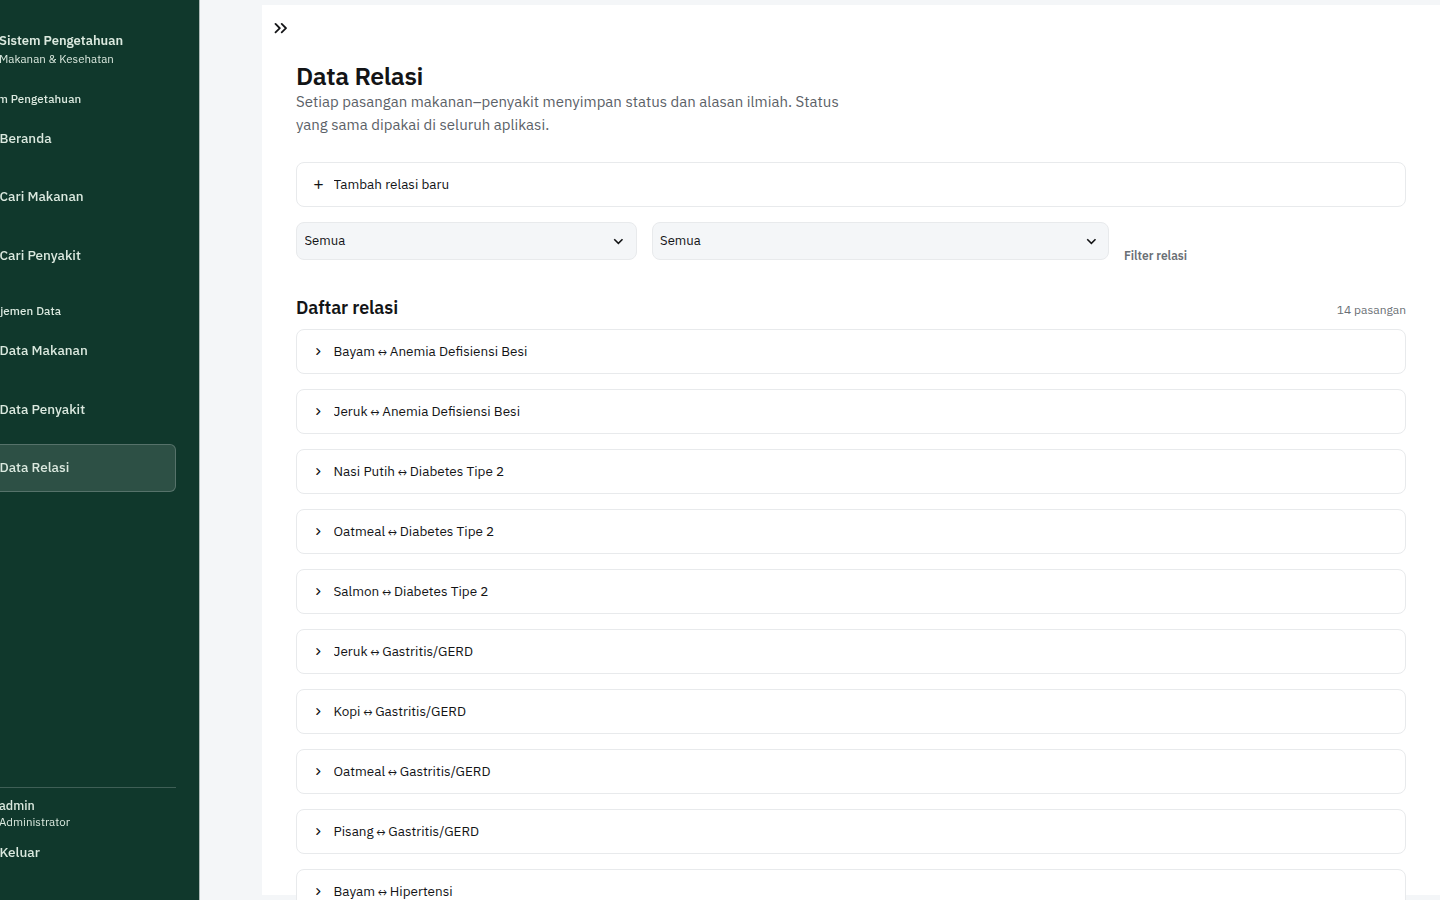 Sistem Pengetahuan
Makanan & Kesehatan
m Pengetahuan
Beranda
Cari Makanan
Cari Penyakit
jemen Data
Data Makanan
Data Penyakit
Data Relasi
admin
Administrator
Keluar
Data Relasi
Setiap pasangan makanan–penyakit menyimpan status dan alasan ilmiah. Status
yang sama dipakai di seluruh aplikasi.
+ Tambah relasi baru
Semua
Semua
Filter relasi
Daftar relasi
14 pasangan
Bayam ↔ Anemia Defisiensi Besi
Jeruk ↔ Anemia Defisiensi Besi
Nasi Putih ↔ Diabetes Tipe 2
Oatmeal ↔ Diabetes Tipe 2
Salmon ↔ Diabetes Tipe 2
Jeruk ↔ Gastritis/GERD
Kopi ↔ Gastritis/GERD
Oatmeal ↔ Gastritis/GERD
Pisang ↔ Gastritis/GERD
Bayam ↔ Hipertensi